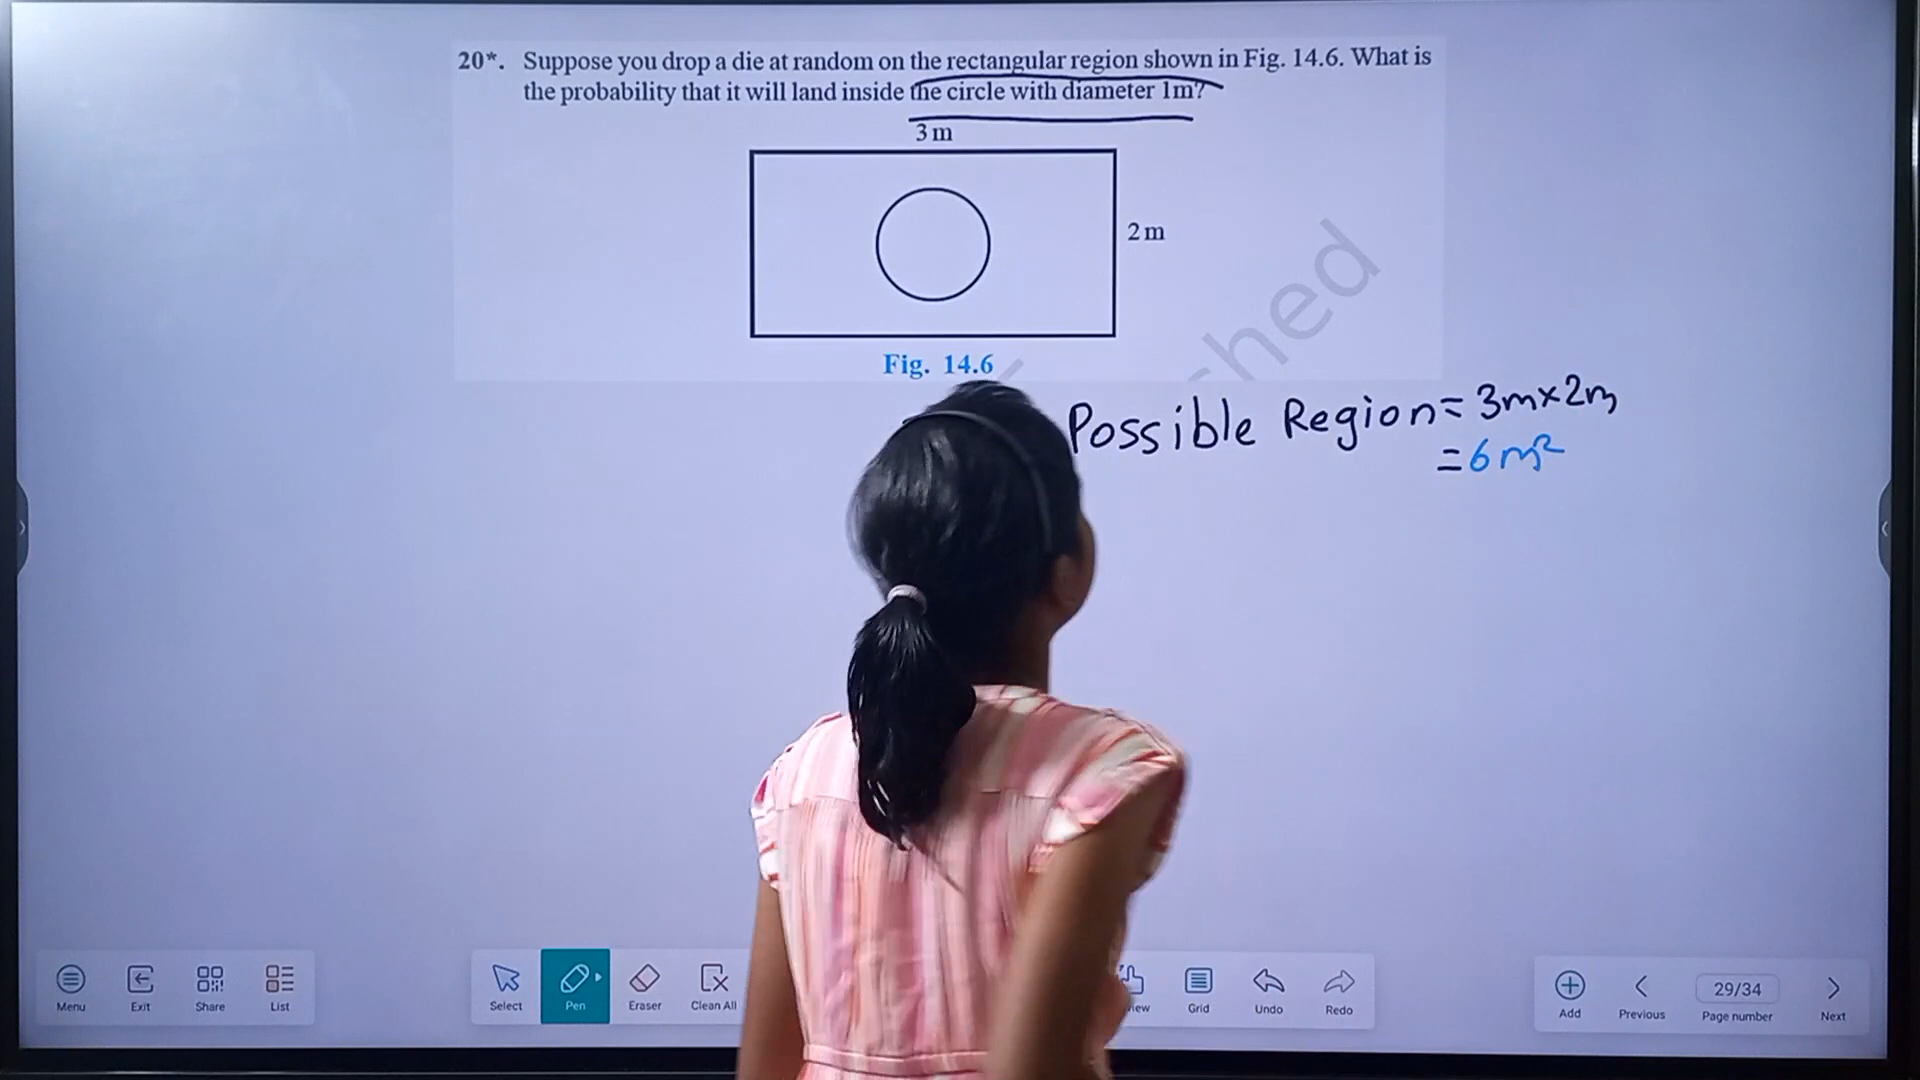 20*. Suppose you drop a die at random on the rectangular region shown in Fig. 14.6. What is
the probability that it will land inside the circle with diameter 1m?
3 m
2 m
Fig. 14.6
shed
Possible Region = 3m×2m
= 6 m²
Menu
Exit
Share
List
Select
Pen
Eraser
Clean All
Grid
Undo
Redo
Add
Previous
29/34
Page number
Next